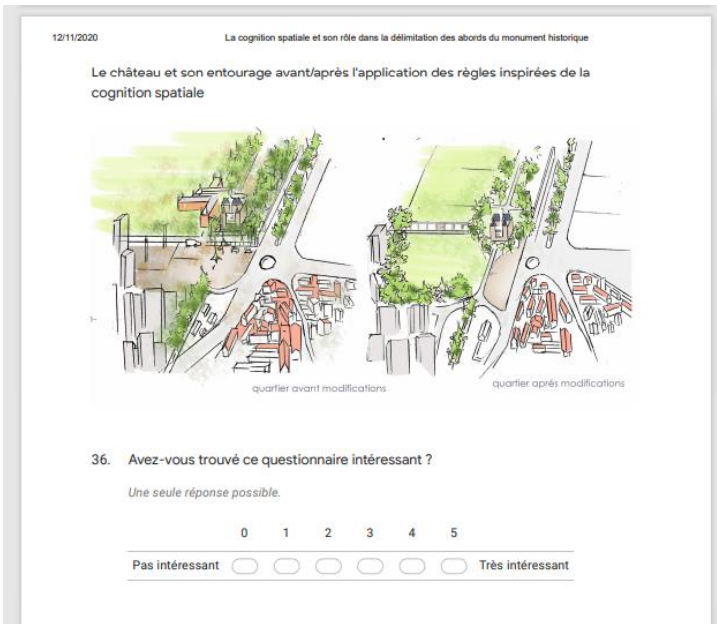 12/11/2020
La cognition spatiale et son rôle dans la délimitation des abords du monument historique
Le château et son entourage avant/après l'application des règles inspirées de la
cognition spatiale
quartier avant modifications
quartier aprés modifications
36. Avez-vous trouvé ce questionnaire intéressant ?
Une seule réponse possible.
0 1 2 3 4 5
Pas intéressant Très intéressant